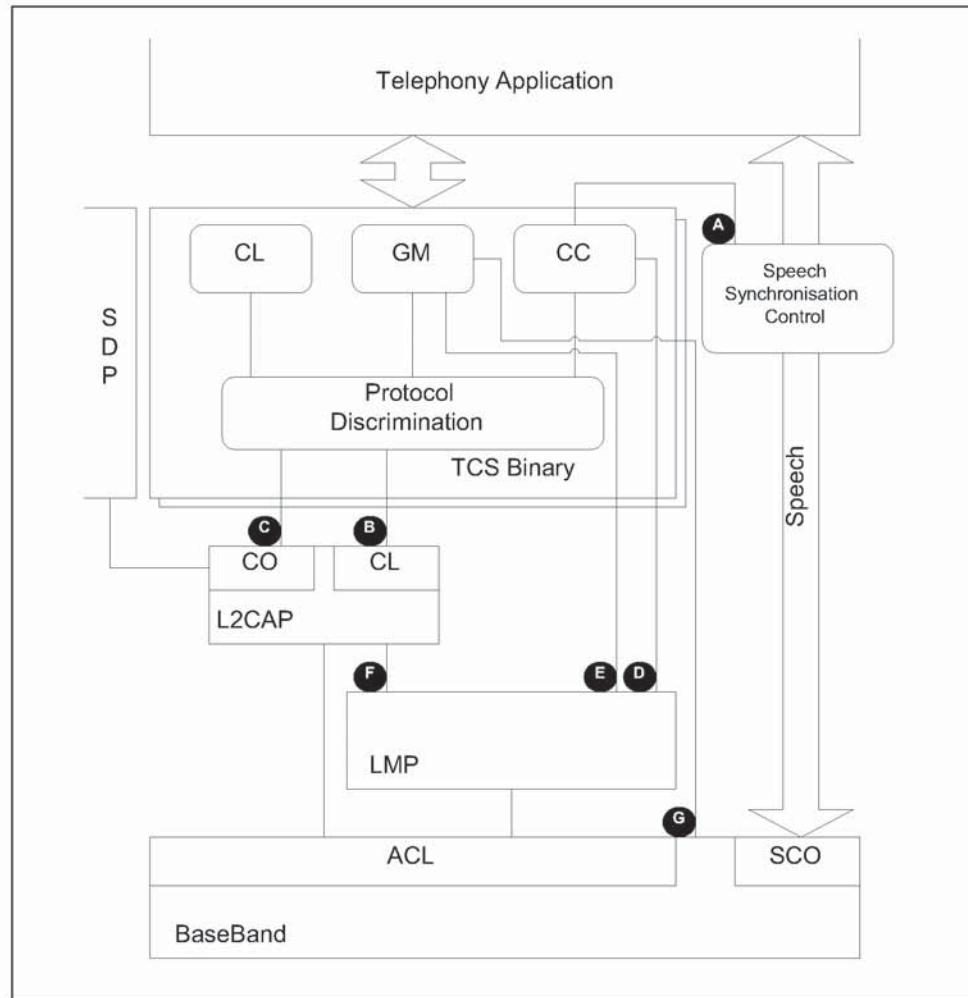 Telephony Application
A
CL
GM
CC
Speech
Synchronisation
Control
S
D
P
Protocol
Discrimination
TCS Binary
Speech
C
B
CO
CL
L2CAP
F
E
D
LMP
G
ACL
SCO
BaseBand